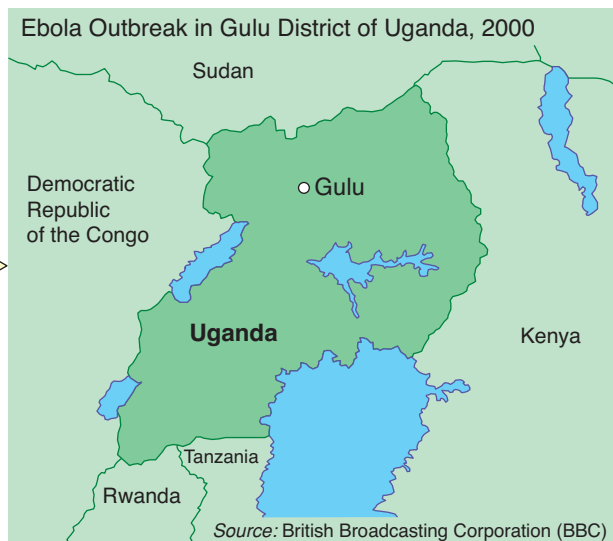 Ebola Outbreak in Gulu District of Uganda, 2000
Sudan
Gulu
Democratic
Republic
of the Congo
Uganda
Kenya
Tanzania
Rwanda
Source: British Broadcasting Corporation (BBC)